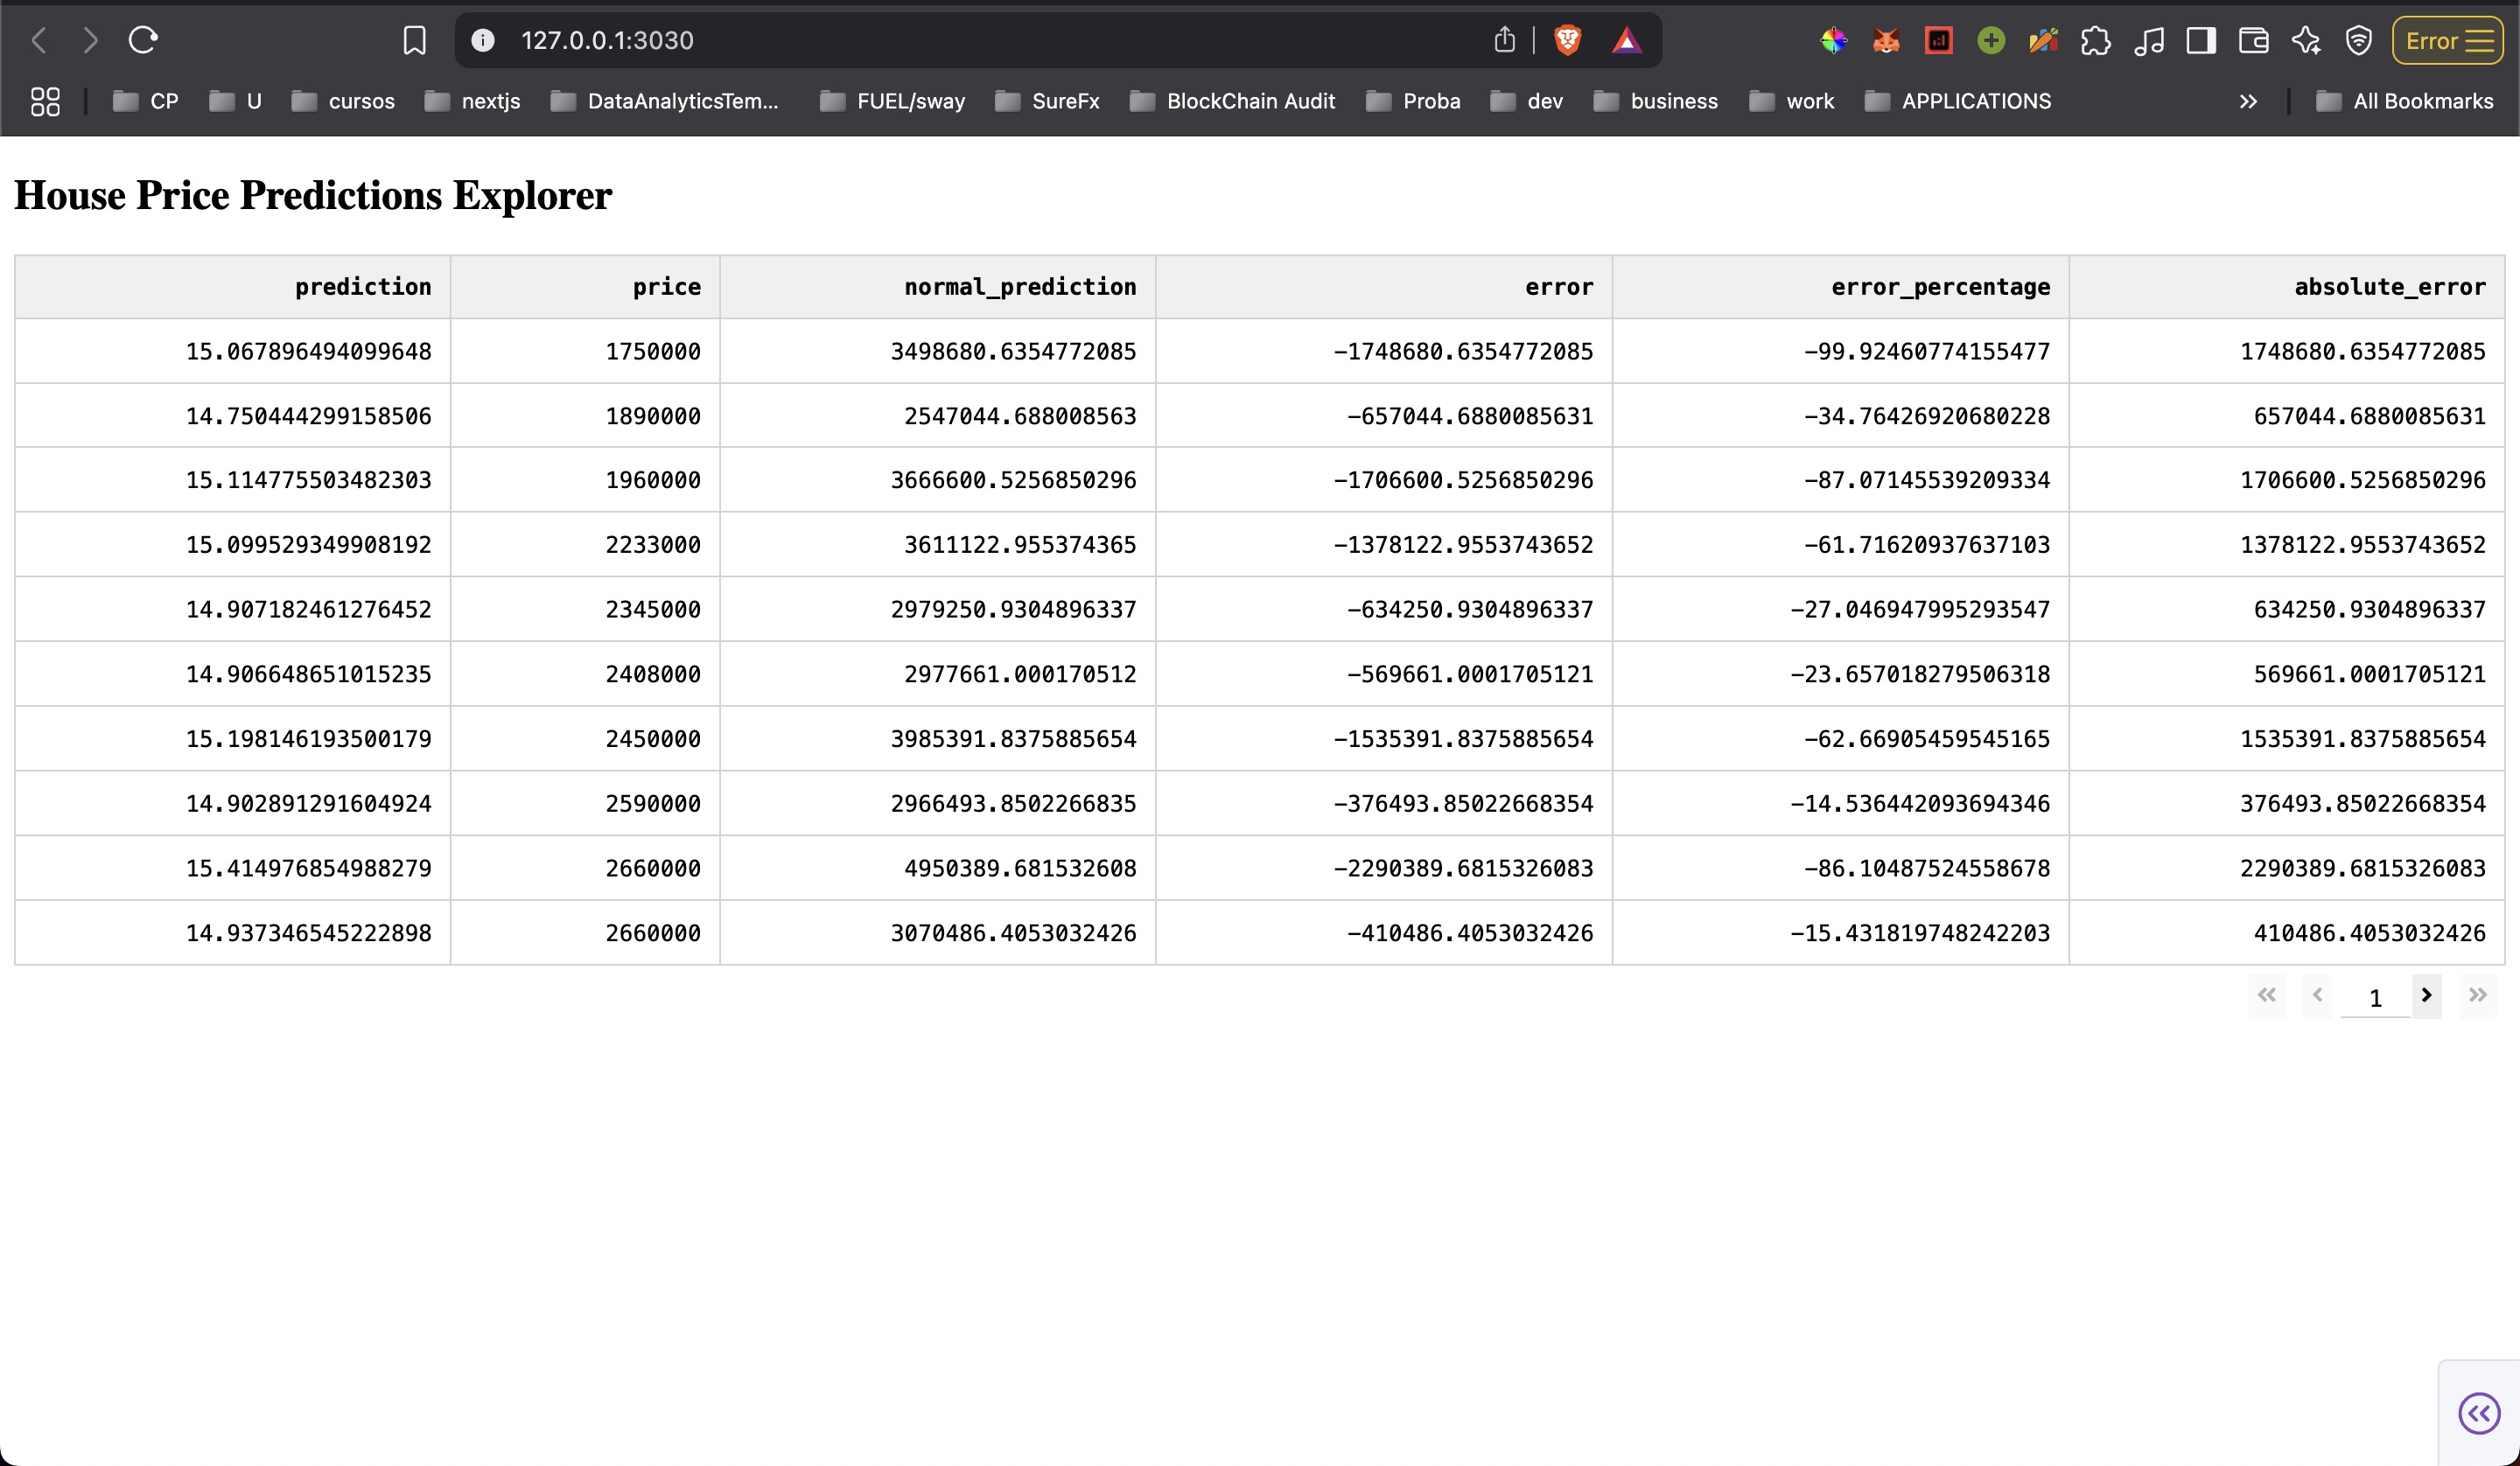 127.0.0.1:3030
Error
CP U cursos nextjs DataAnalyticsTem... FUEL/sway SureFx BlockChain Audit Proba dev business work APPLICATIONS All Bookmarks
House Price Predictions Explorer
prediction price normal_prediction error error_percentage absolute_error
15.067896494099648 1750000 3498680.6354772085 -1748680.6354772085 -99.92460774155477 1748680.6354772085
14.750444299158506 1890000 2547044.688008563 -657044.6880085631 -34.76426920680228 657044.6880085631
15.114775503482303 1960000 3666600.5256850296 -1706600.5256850296 -87.07145539209334 1706600.5256850296
15.099529349908192 2233000 3611122.955374365 -1378122.9553743652 -61.71620937637103 1378122.9553743652
14.907182461276452 2345000 2979250.9304896337 -634250.9304896337 -27.046947995293547 634250.9304896337
14.906648651015235 2408000 2977661.000170512 -569661.0001705121 -23.657018279506318 569661.0001705121
15.198146193500179 2450000 3985391.8375885654 -1535391.8375885654 -62.66905459545165 1535391.8375885654
14.902891291604924 2590000 2966493.8502266835 -376493.85022668354 -14.536442093694346 376493.85022668354
15.414976854988279 2660000 4950389.681532608 -2290389.6815326083 -86.10487524558678 2290389.6815326083
14.937346545222898 2660000 3070486.4053032426 -410486.4053032426 -15.431819748242203 410486.4053032426
1